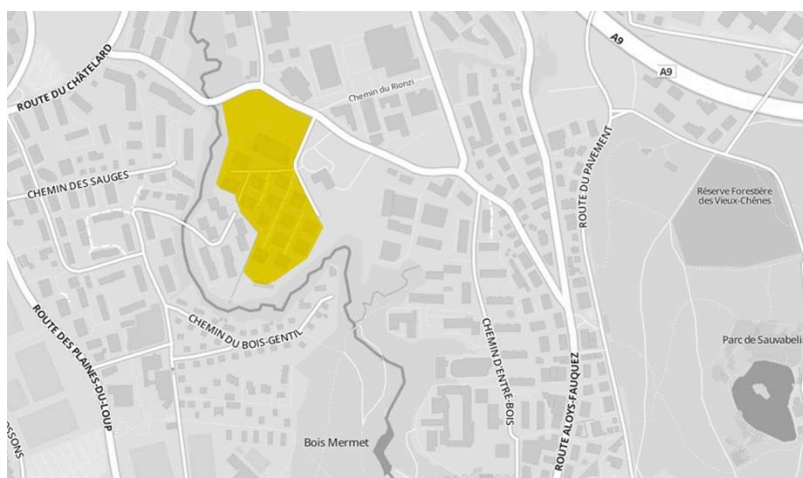 A9
A9
ROUTE DU CHÂTELARD
Chemin du Rionzi
CHEMIN DES SAUGES
ROUTE DU PAVEMENT
Réserve Forestière
des Vieux-Chênes
ROUTE DES PLAINES-DU-LOUP
CHEMIN DU BOIS-GENTIL
CHEMIN D'ENTRE-BOIS
ROUTE ALOYS-FAUQUEZ
Parc de Sauvabelin
Bois Mermet
OSSONS